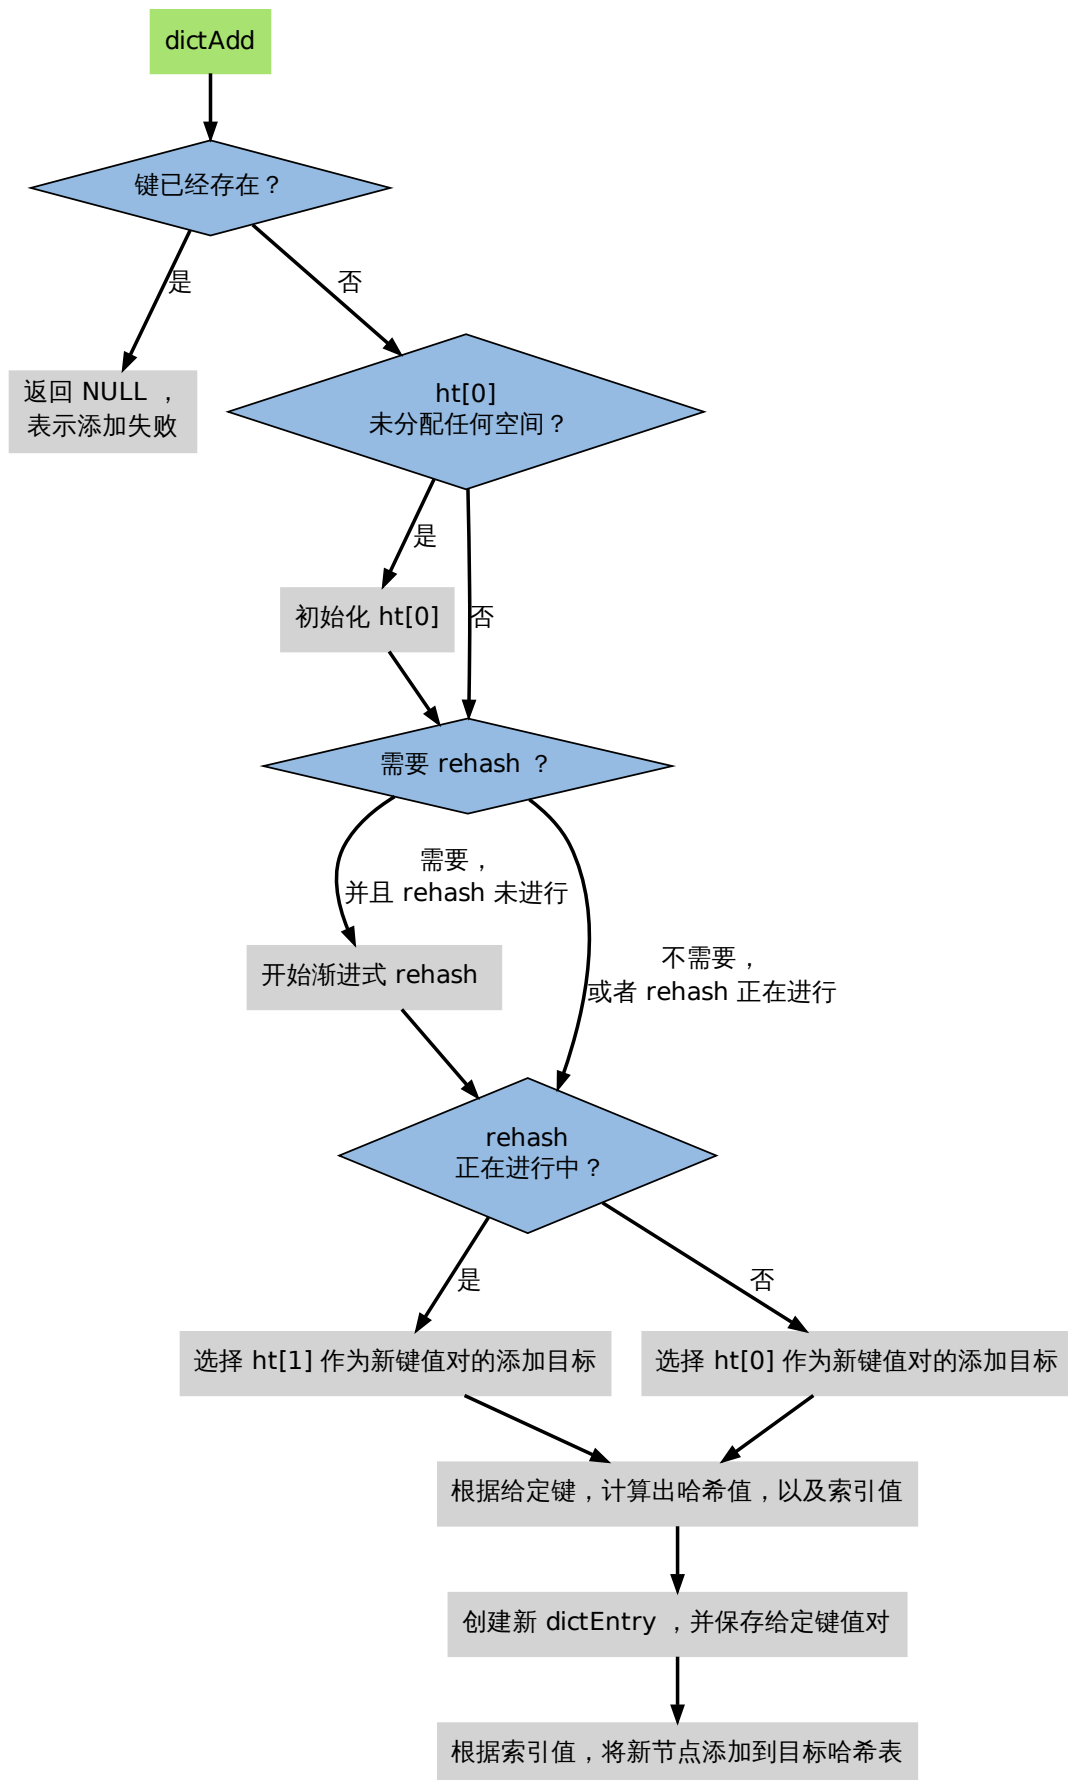 dictAdd
键已经存在？
是
否
返回 NULL ，
表示添加失败
ht[0]
未分配任何空间？
是
初始化 ht[0]
否
需要 rehash ？
需要，
并且 rehash 未进行
不需要，
或者 rehash 正在进行
开始渐进式 rehash
rehash
正在进行中？
是
否
选择 ht[1] 作为新键值对的添加目标
选择 ht[0] 作为新键值对的添加目标
根据给定键，计算出哈希值，以及索引值
创建新 dictEntry ，并保存给定键值对
根据索引值，将新节点添加到目标哈希表